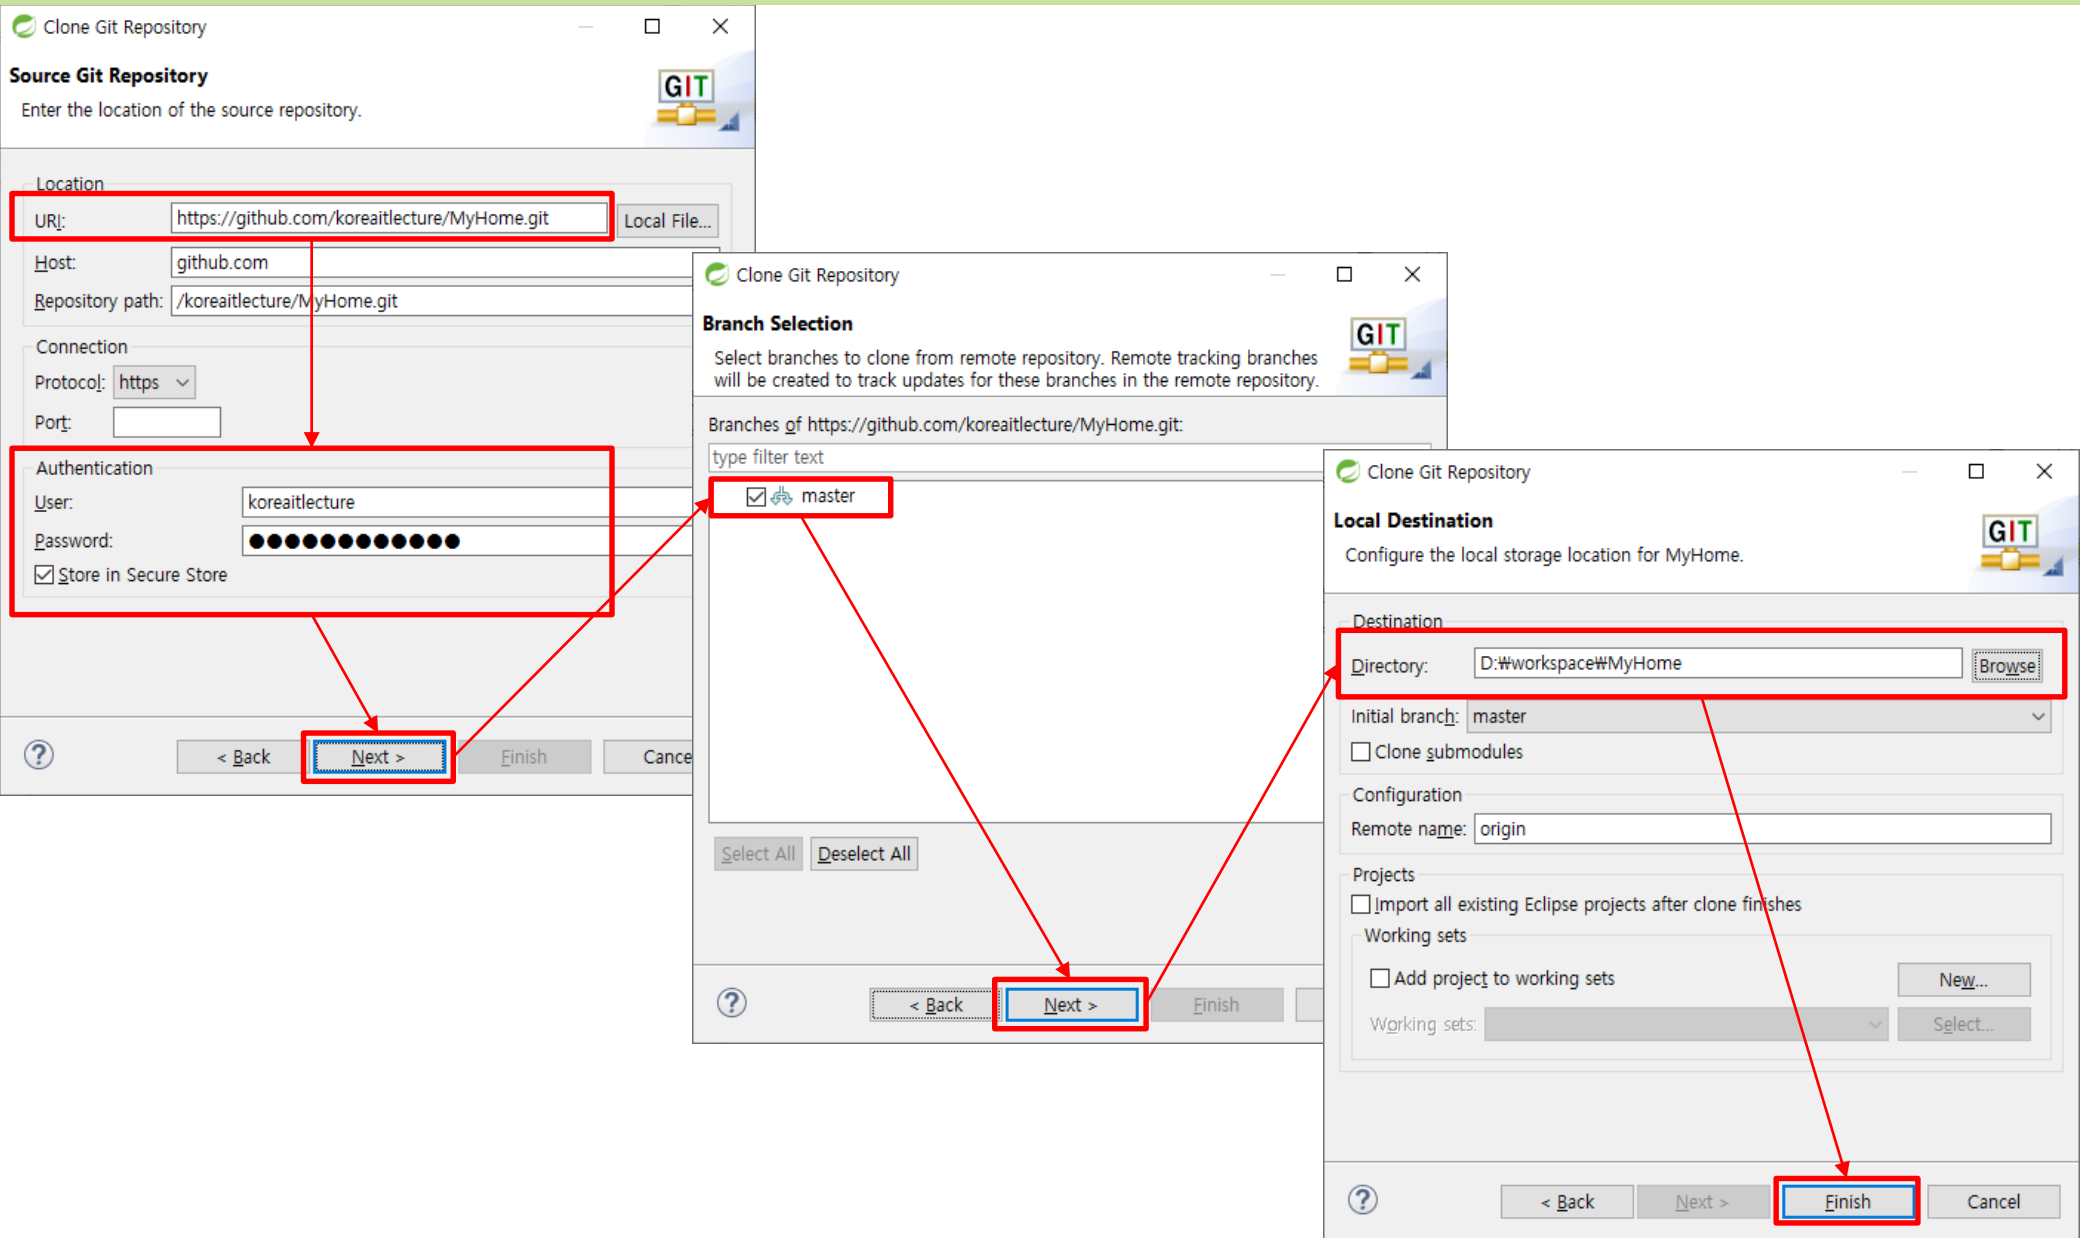 Clone Git Repository
Source Git Repository
Enter the location of the source repository.
GIT
Location
URI: https://github.com/koreaitlecture/MyHome.git Local File...
Host: github.com
Repository path: /koreaitlecture/MyHome.git
Connection
Protocol: https
Port:
Authentication
User: koreaitlecture
Password: ●●●●●●●●●●●●
Store in Secure Store
< Back Next > Finish Cance
Clone Git Repository
Branch Selection
Select branches to clone from remote repository. Remote tracking branches
will be created to track updates for these branches in the remote repository.
GIT
Branches of https://github.com/koreaitlecture/MyHome.git:
type filter text
master
Select All Deselect All
< Back Next > Finish
Clone Git Repository
Local Destination
Configure the local storage location for MyHome.
GIT
Destination
Directory: D:₩workspace₩MyHome Browse
Initial branch: master
Clone submodules
Configuration
Remote name: origin
Projects
Import all existing Eclipse projects after clone finishes
Working sets
Add project to working sets New...
Working sets: Select...
< Back Next > Finish Cancel